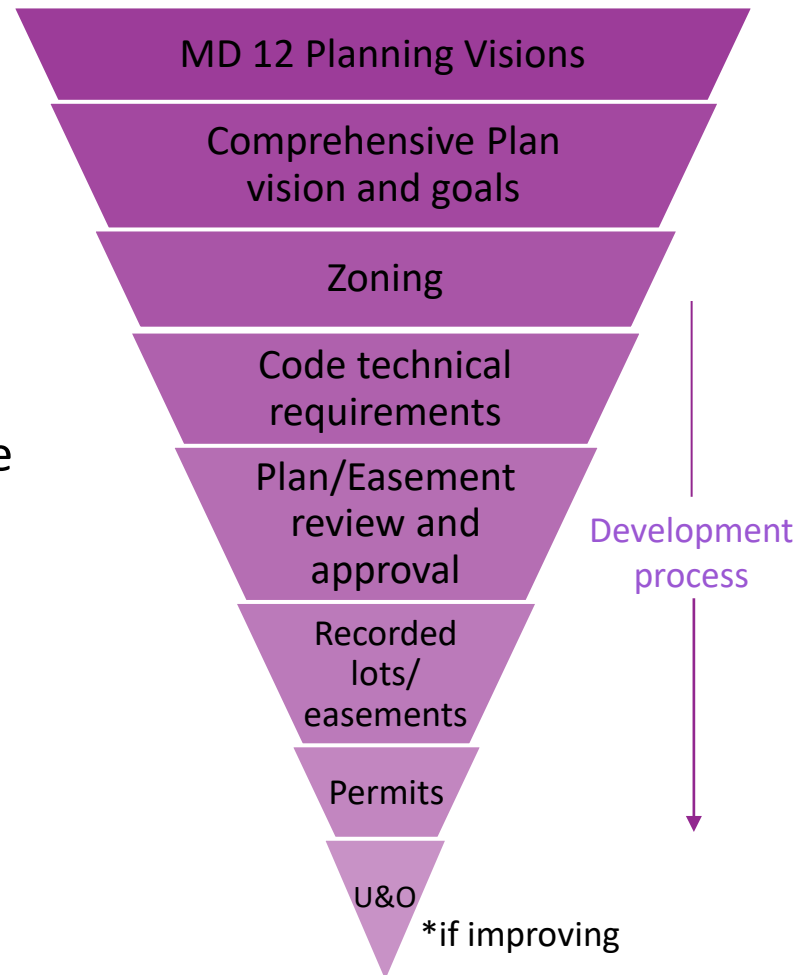 MD 12 Planning Visions
Comprehensive Plan
vision and goals
Zoning
Code technical
requirements
e
Plan/Easement
review and
approval
Development
process
Recorded
lots/
easements
Permits
U&O
*if improving